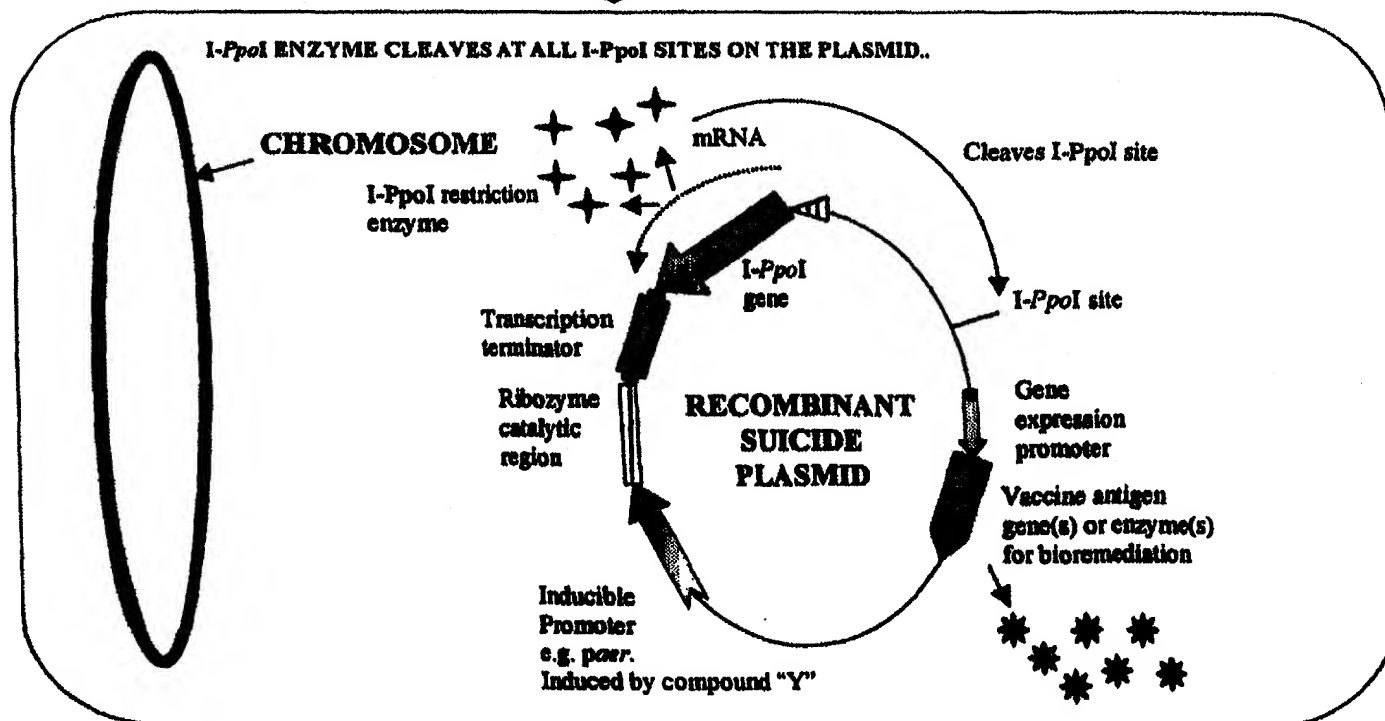 I-PpoI ENZYME CLEAVES AT ALL I-PpoI SITES ON THE PLASMID..
CHROMOSOME
mRNA
Cleaves I-PpoI site
I-PpoI restriction
enzyme
I-PpoI
gene
I-PpoI site
Transcription
terminator
Ribozyme
catalytic
region
RECOMBINANT
SUICIDE
PLASMID
Gene
expression
promoter
Vaccine antigen
gene(s) or enzyme(s)
for bioremediation
Inducible
Promoter
e.g. paer.
Induced by compound "Y"